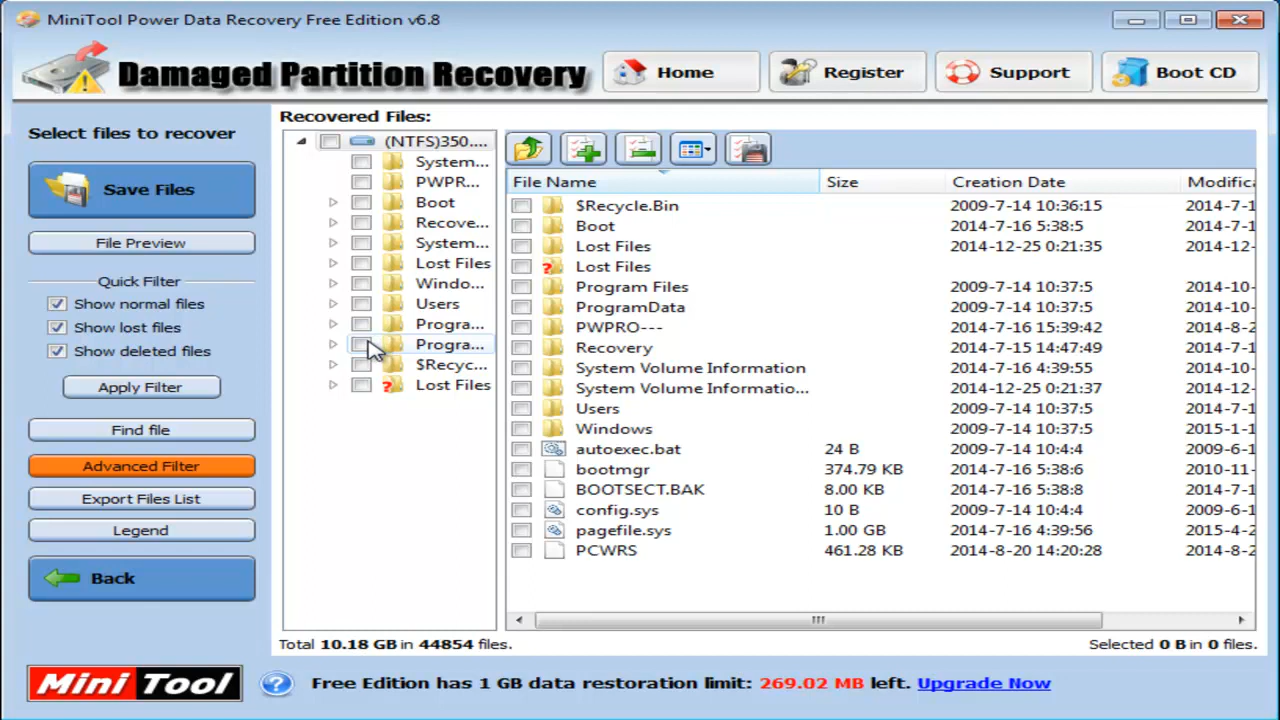 MiniTool Power Data Recovery Free Edition v6.8
Damaged Partition Recovery
Home
Register
Support
Boot CD
Select files to recover
Save Files
File Preview
Quick Filter
Show normal files
Show lost files
Show deleted files
Apply Filter
Find file
Advanced Filter
Export Files List
Legend
Back
Recovered Files:
(NTFS)350....
System...
PWPR...
Boot
Recove...
System...
Lost Files
Windo...
Users
Progra...
Progra...
$Recyc...
Lost Files
File Name Size Creation Date Modifica
$Recycle.Bin 2009-7-14 10:36:15 2014-7-1
Boot 2014-7-16 5:38:5 2014-7-1
Lost Files 2014-12-25 0:21:35 2014-12-
Lost Files
Program Files 2009-7-14 10:37:5 2014-10-
ProgramData 2009-7-14 10:37:5 2014-10-
PWPRO--- 2014-7-16 15:39:42 2014-8-2
Recovery 2014-7-15 14:47:49 2014-7-1
System Volume Information 2014-7-16 4:39:55 2014-10-
System Volume Informatio... 2014-12-25 0:21:37 2014-12-
Users 2009-7-14 10:37:5 2014-7-1
Windows 2009-7-14 10:37:5 2015-1-1
autoexec.bat 24 B 2009-7-14 10:4:4 2009-6-1
bootmgr 374.79 KB 2014-7-16 5:38:6 2010-11-
BOOTSECT.BAK 8.00 KB 2014-7-16 5:38:8 2014-7-1
config.sys 10 B 2009-7-14 10:4:4 2009-6-1
pagefile.sys 1.00 GB 2014-7-16 4:39:56 2015-4-2
PCWRS 461.28 KB 2014-8-20 14:20:28 2014-8-2
Total 10.18 GB in 44854 files.
Selected 0 B in 0 files.
MiniTool
? Free Edition has 1 GB data restoration limit: 269.02 MB left. Upgrade Now